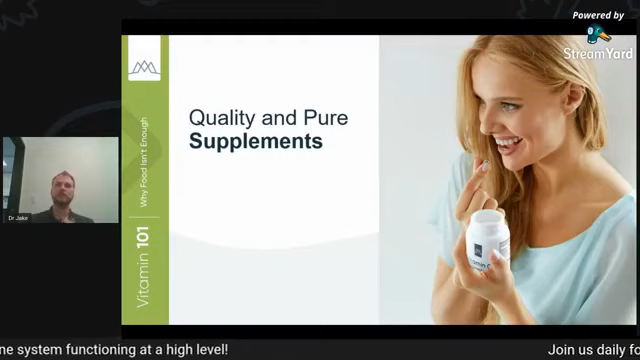 Powered by
StreamYard
Quality and Pure
Supplements
Why Food Isn't Enough
Vitamin 101
Dr Jake
ne system functioning at a high level!
Join us daily fo